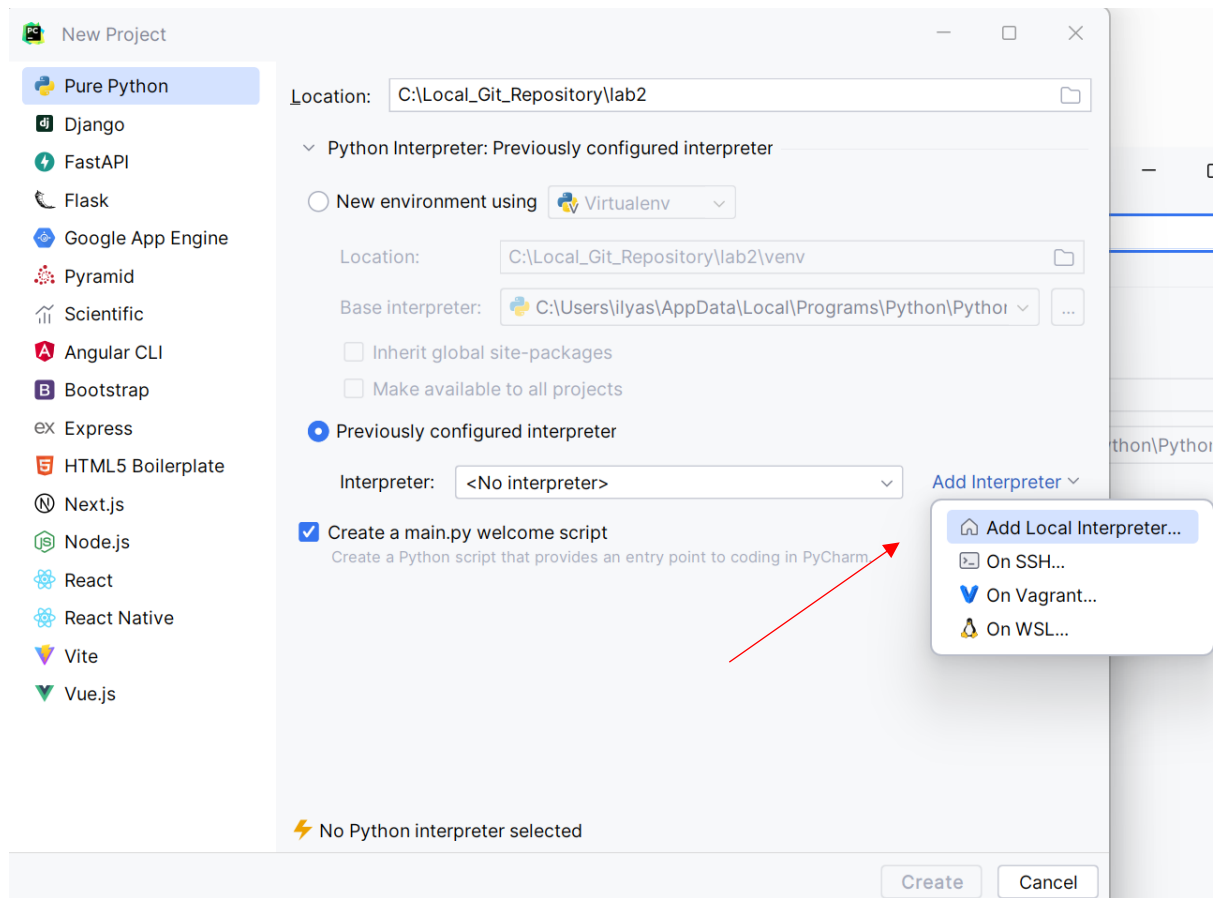 New Project
Pure Python
Django
FastAPI
Flask
Google App Engine
Pyramid
Scientific
Angular CLI
Bootstrap
Express
HTML5 Boilerplate
Next.js
Node.js
React
React Native
Vite
Vue.js
Location: C:\Local_Git_Repository\lab2
Python Interpreter: Previously configured interpreter
New environment using Virtualenv
Location: C:\Local_Git_Repository\lab2\venv
Base interpreter: C:\Users\ilyas\AppData\Local\Programs\Python\Pythor ...
Inherit global site-packages
Make available to all projects
Previously configured interpreter
Interpreter: <No interpreter> Add Interpreter
Add Local Interpreter...
On SSH...
On Vagrant...
On WSL...
Create a main.py welcome script
Create a Python script that provides an entry point to coding in PyCharm.
No Python interpreter selected
Create Cancel